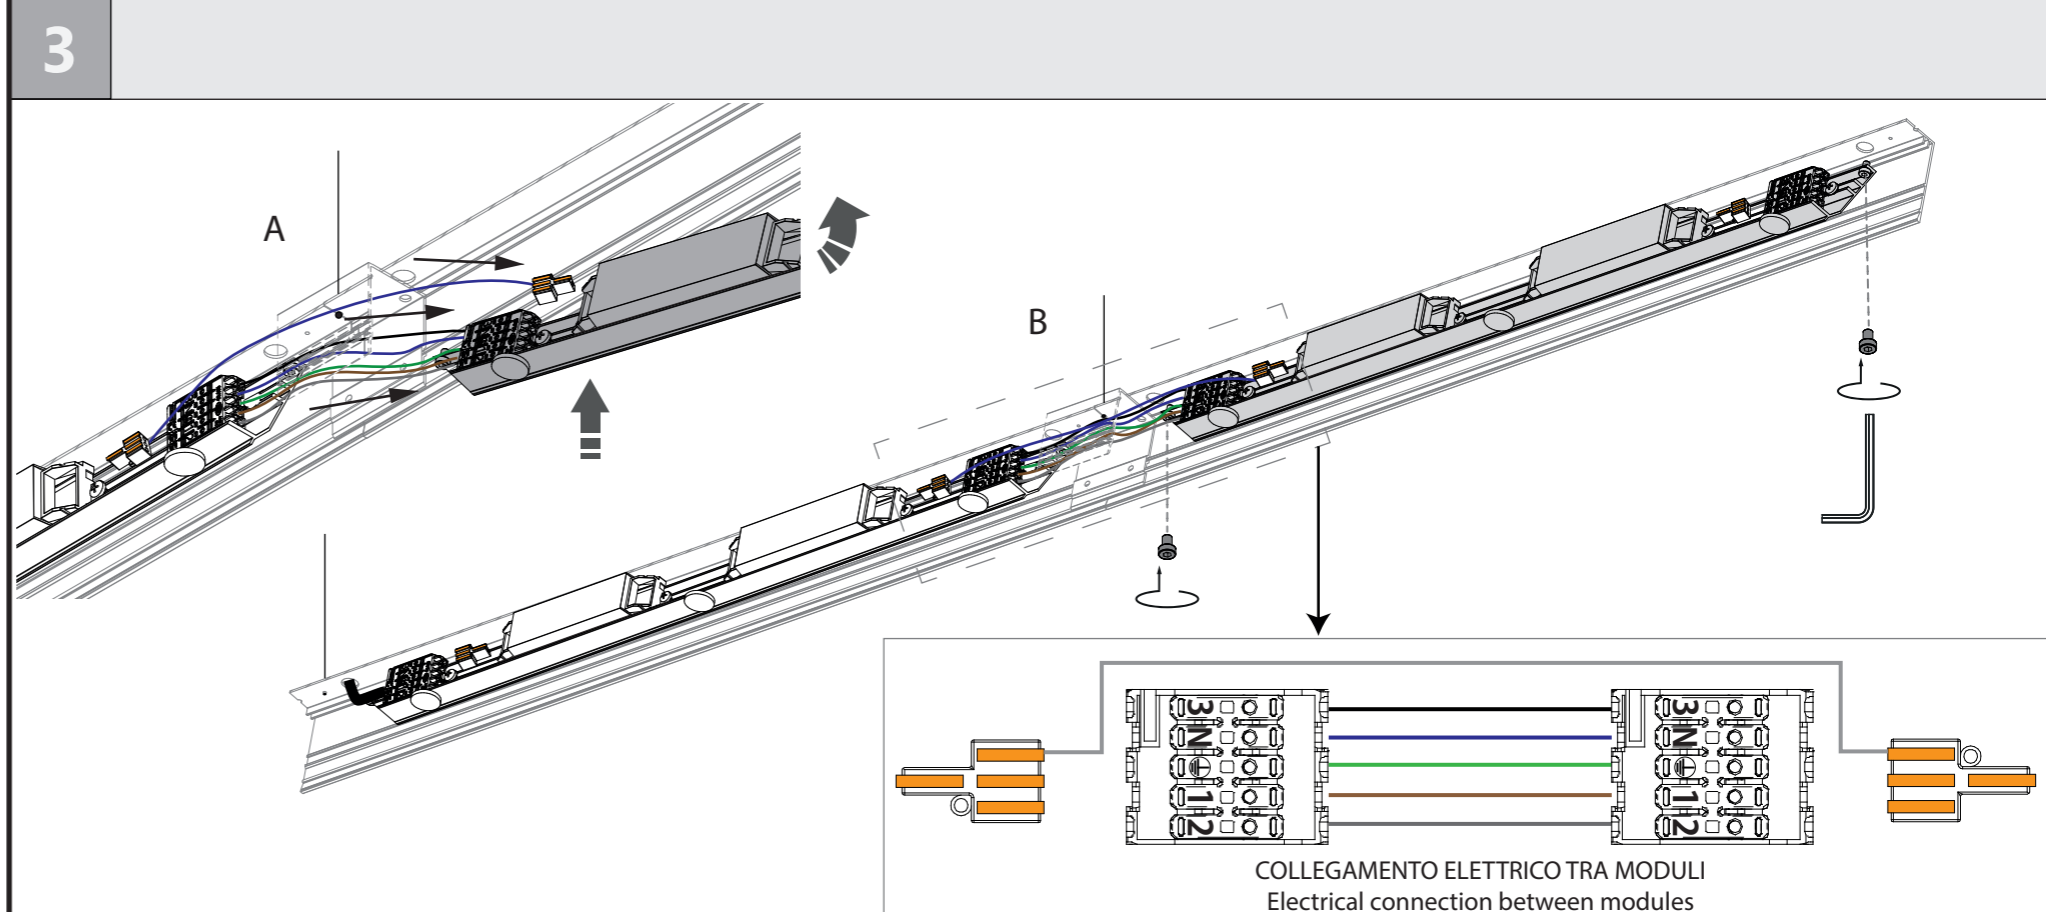 3
A
B
3 3
N N
⏚ ⏚
1 1
2 2
COLLEGAMENTO ELETTRICO TRA MODULI
Electrical connection between modules